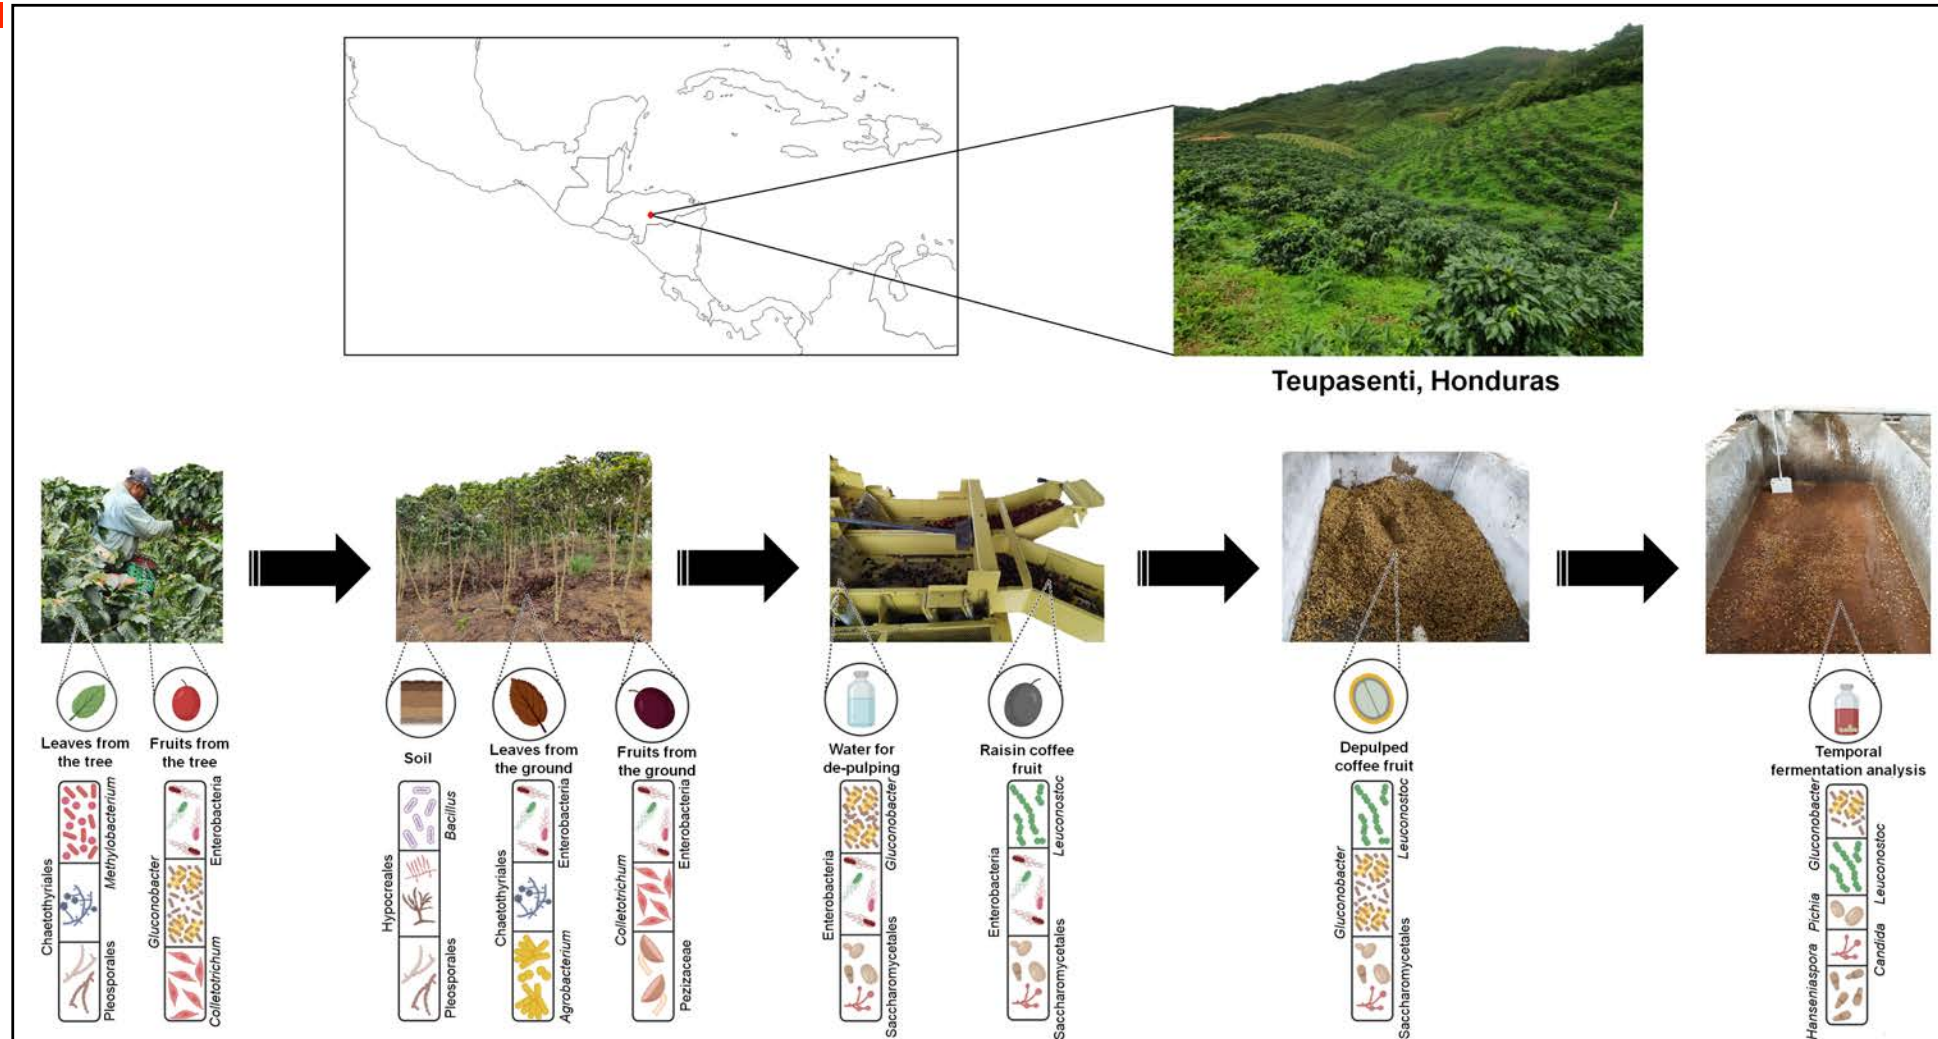 Teupasenti, Honduras
Leaves from
the tree
Fruits from
the tree
Soil
Leaves from
the ground
Fruits from
the ground
Water for
de-pulping
Raisin coffee
fruit
Depulped
coffee fruit
Temporal
fermentation analysis
Methylobacterium
Chaetothyriales
Pleosporales
Enterobacteria
Gluconobacter
Colletotrichum
Bacillus
Hypocreales
Pleosporales
Enterobacteria
Chaetothyriales
Agrobacterium
Enterobacteria
Colletotrichum
Pezizaceae
Gluconobacter
Enterobacteria
Saccharomycetales
Leuconostoc
Enterobacteria
Saccharomycetales
Leuconostoc
Gluconobacter
Saccharomycetales
Gluconobacter
Leuconostoc
Pichia
Candida
Hanseniaspora